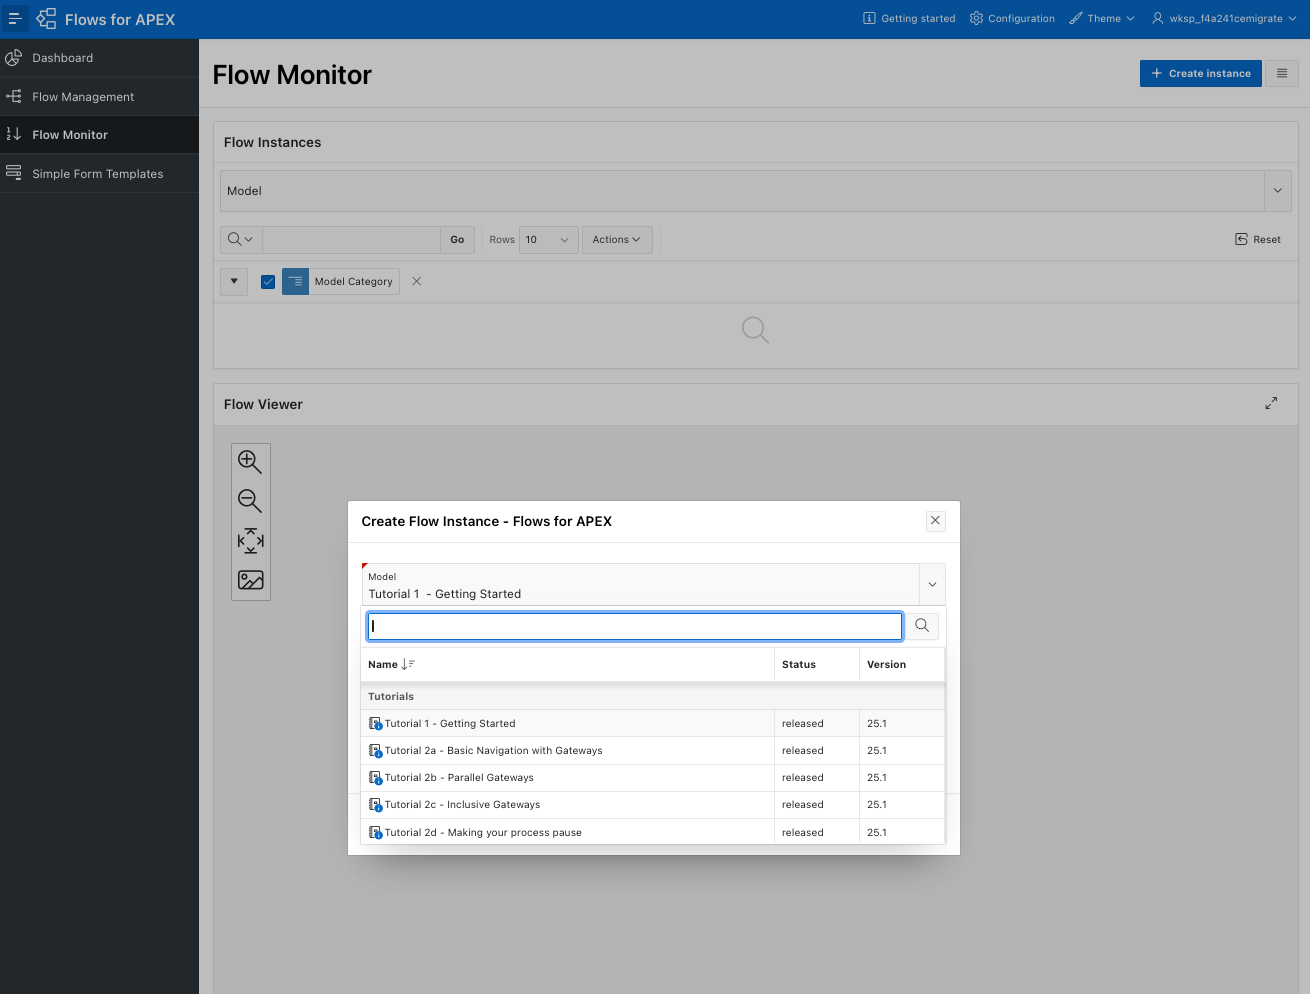 Flows for APEX
Getting started
Configuration
Theme
wksp_f4a241cemigrate
Dashboard
Flow Management
Flow Monitor
Simple Form Templates
Flow Monitor
Create instance
Flow Instances
Model
Go
Rows
10
Actions
Reset
Model Category
Flow Viewer
Create Flow Instance - Flows for APEX
Model
Tutorial 1  - Getting Started
Name Status Version
Tutorials
Tutorial 1 - Getting Started released 25.1
Tutorial 2a - Basic Navigation with Gateways released 25.1
Tutorial 2b - Parallel Gateways released 25.1
Tutorial 2c - Inclusive Gateways released 25.1
Tutorial 2d - Making your process pause released 25.1